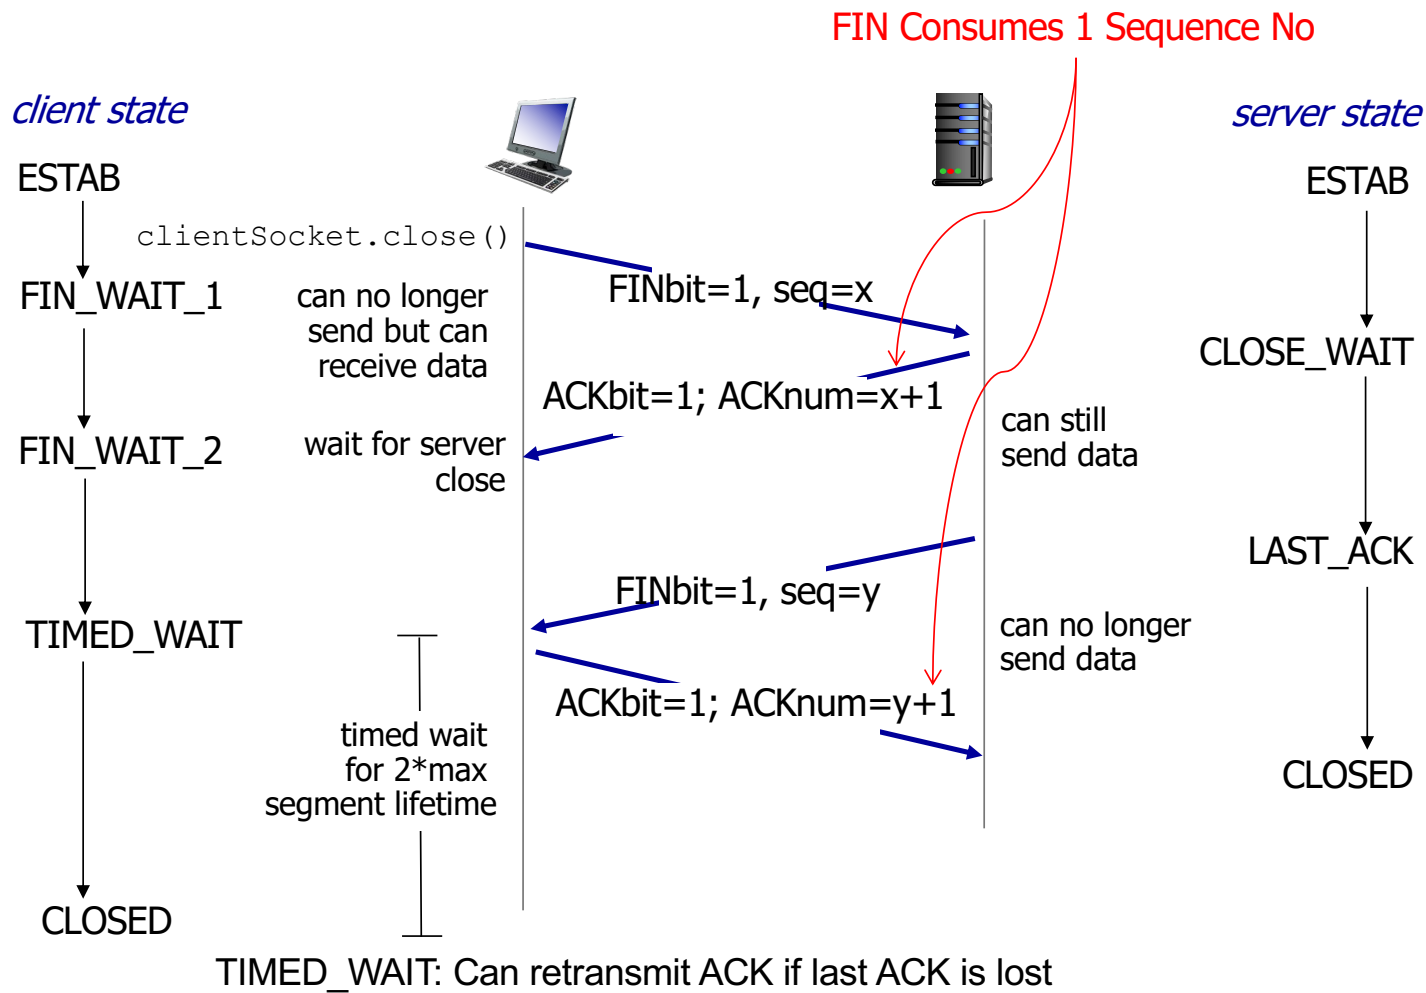 FIN Consumes 1 Sequence No
client state
server state
ESTAB
ESTAB
clientSocket.close()
FIN_WAIT_1
can no longer
send but can
receive data
FINbit=1, seq=x
CLOSE_WAIT
ACKbit=1; ACKnum=x+1
FIN_WAIT_2
wait for server
close
can still
send data
LAST_ACK
FINbit=1, seq=y
TIMED_WAIT
can no longer
send data
ACKbit=1; ACKnum=y+1
timed wait
for 2*max
segment lifetime
CLOSED
CLOSED
TIMED_WAIT: Can retransmit ACK if last ACK is lost